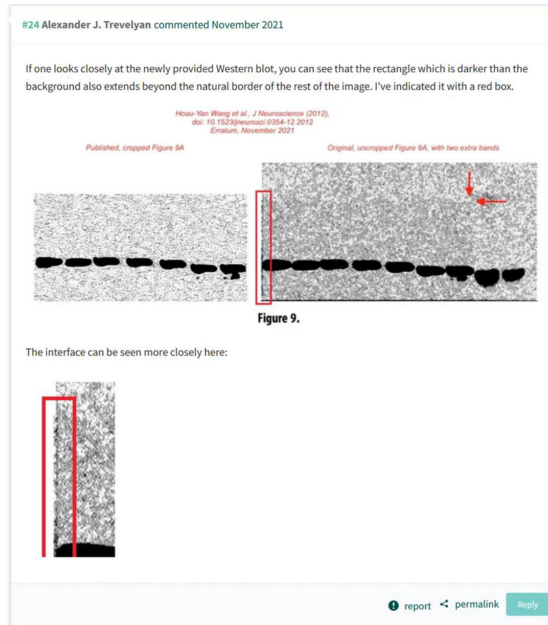 #24 Alexander J. Trevelyan commented November 2021
If one looks closely at the newly provided Western blot, you can see that the rectangle which is darker than the
background also extends beyond the natural border of the rest of the image. I've indicated it with a red box.
Hoau-Yan Wang et al., J Neuroscience (2012),
doi: 10.1523/jneurosci.0354-12.2012
Erratum, November 2021
Published, cropped Figure 9A
Original, uncropped Figure 9A, with two extra bands
Figure 9.
The interface can be seen more closely here:
report permalink Reply